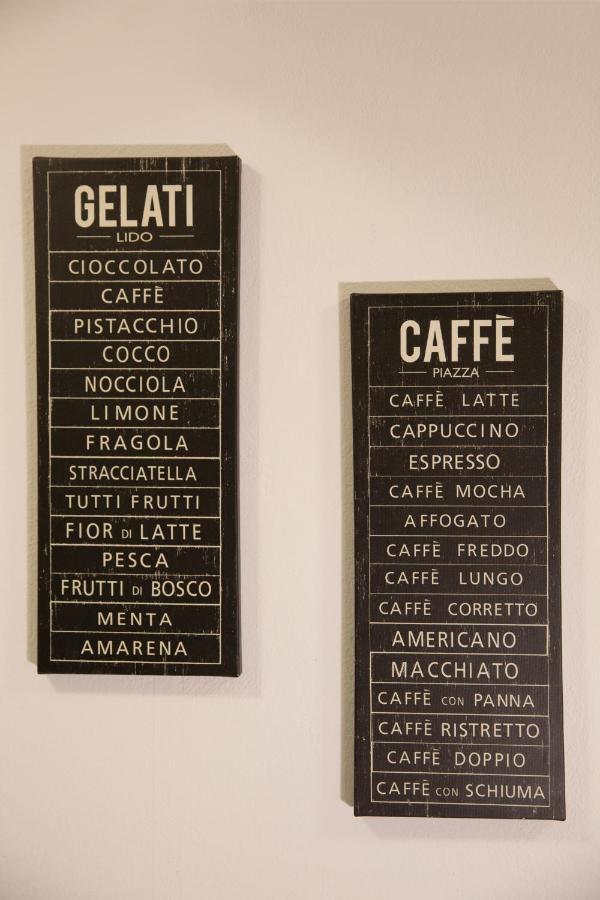 GELATI
LIDO
CIOCCOLATO
CAFFÈ
PISTACCHIO
COCCO
NOCCIOLA
LIMONE
FRAGOLA
STRACCIATELLA
TUTTI FRUTTI
FIOR DI LATTE
PESCA
FRUTTI DI BOSCO
MENTA
AMARENA
CAFFÈ
PIAZZA
CAFFÈ LATTE
CAPPUCCINO
ESPRESSO
CAFFÈ MOCHA
AFFOGATO
CAFFÈ FREDDO
CAFFÈ LUNGO
CAFFÈ CORRETTO
AMERICANO
MACCHIATO
CAFFÈ CON PANNA
CAFFÈ RISTRETTO
CAFFÈ DOPPIO
CAFFÈ CON SCHIUMA